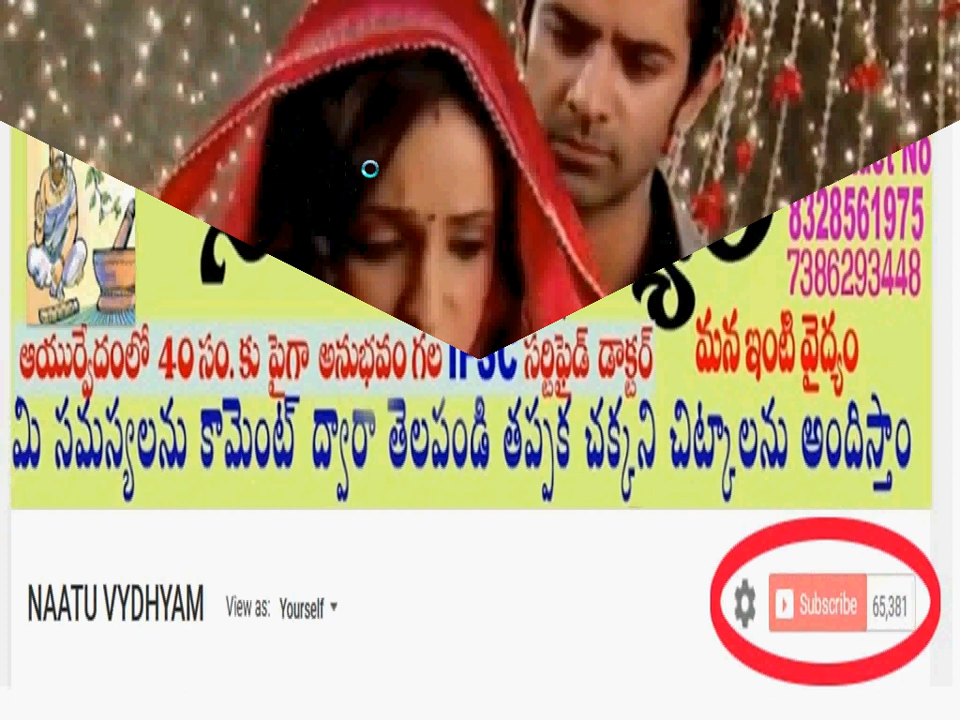 No
8328561975
7386293448
ఆయుర్వేదంలో 40 సం. కు పైగా అనుభవం గల సర్టిఫైడ్ డాక్టర్
మన ఇంటి వైద్యం
మి సమస్యలను కామెంట్ ద్వారా తెలపండి తప్పక చక్కని చిట్కాలను అందిస్తాం
NAATU VYDHYAM
View as: Yourself
Subscribe 65,381